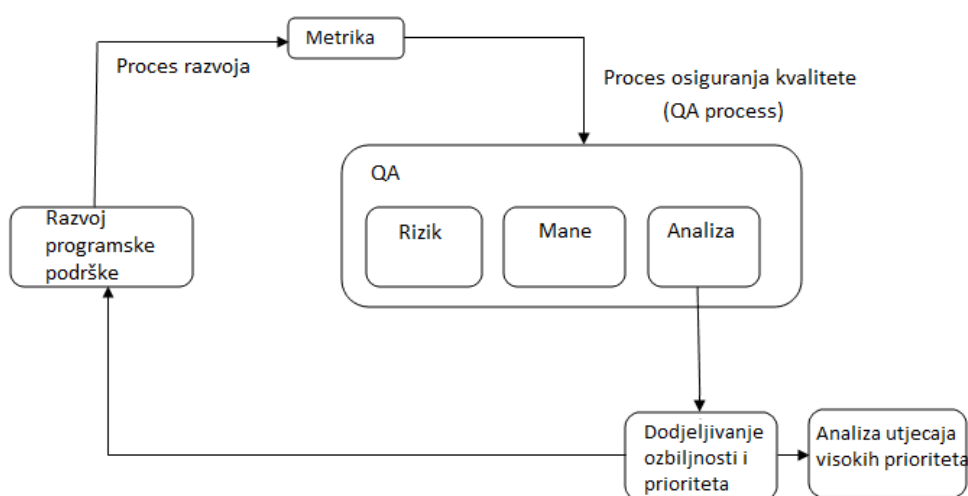 Metrika
Proces razvoja
Proces osiguranja kvalitete
(QA process)
QA
Razvoj
programske
podrške
Rizik
Mane
Analiza
Dodjeljivanje
ozbiljnosti i
prioriteta
Analiza utjecaja
visokih prioriteta